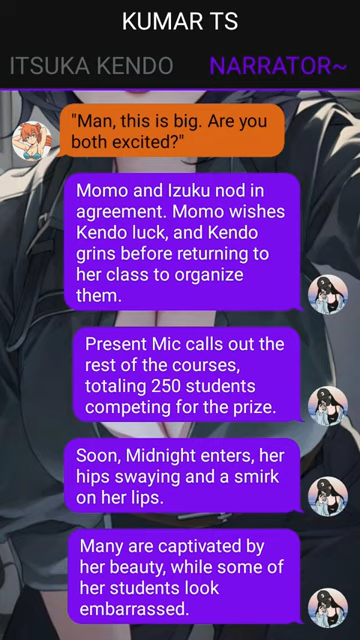 KUMAR TS
ITSUKA KENDO NARRATOR~
"Man, this is big. Are you
both excited?"
Momo and Izuku nod in
agreement. Momo wishes
Kendo luck, and Kendo
grins before returning to
her class to organize
them.
Present Mic calls out the
rest of the courses,
totaling 250 students
competing for the prize.
Soon, Midnight enters, her
hips swaying and a smirk
on her lips.
Many are captivated by
her beauty, while some of
her students look
embarrassed.